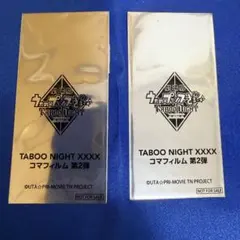 TABOO NIGHT XXXX
コマフィルム 第2弾
©UTA☆PRI-MOVIE TN PROJECT
NOT FOR SALE
TABOO NIGHT XXXX
コマフィルム 第2弾
©UTA☆PRI-MOVIE TN PROJECT
NOT FOR SALE